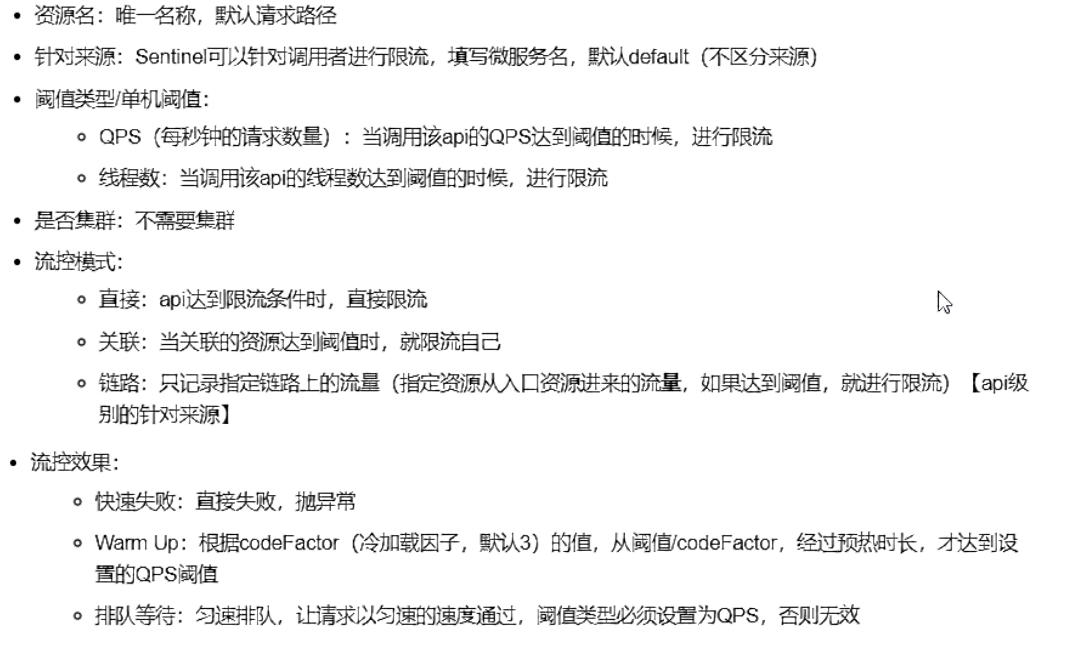 资源名：唯一名称，默认请求路径
针对来源：Sentinel可以针对调用者进行限流，填写微服务名，默认default（不区分来源）
阈值类型/单机阈值：
QPS（每秒钟的请求数量）：当调用该api的QPS达到阈值的时候，进行限流
线程数：当调用该api的线程数达到阈值的时候，进行限流
是否集群：不需要集群
流控模式：
直接：api达到限流条件时，直接限流
关联：当关联的资源达到阈值时，就限流自己
链路：只记录指定链路上的流量（指定资源从入口资源进来的流量，如果达到阈值，就进行限流）【api级
别的针对来源】
流控效果：
快速失败：直接失败，抛异常
Warm Up：根据codeFactor（冷加载因子，默认3）的值，从阈值/codeFactor，经过预热时长，才达到设
置的QPS阈值
排队等待：匀速排队，让请求以匀速的速度通过，阈值类型必须设置为QPS，否则无效